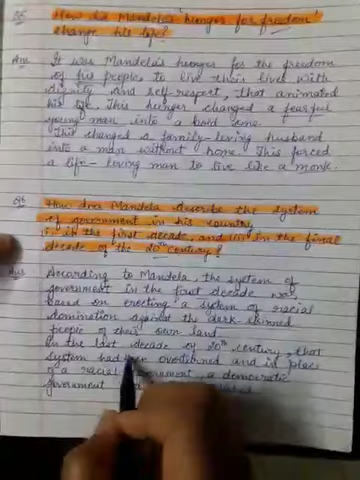 Q5 How did Mandela's 'hunger for freedom'
change his life?
Ans It was Mandela's hunger for the freedom
of his people to live their lives with
dignity and self-respect, that animated
his life. This hunger changed a fearful
young man into a bold one.
This changed a family-loving husband
into a man without home. This forced
a life-loving man to live like a monk.
Q6 How does Mandela describe the system
of government in his country
i. in the first decade, and (ii) in the final
decade of the 20th century?
Ans According to Mandela, the system of
government in the first decade was
based on erecting a system of racial
domination against the dark-skinned
people of their own land
In the last decade of 20th century, that
system had been overturned and in place
of a racial government, a democratic
government